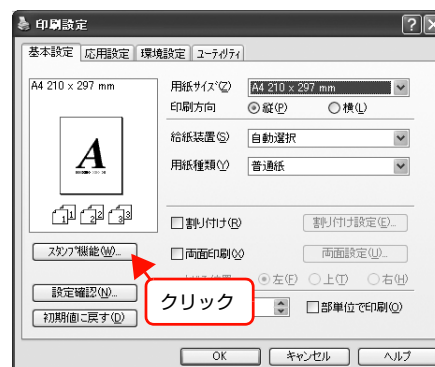 印刷設定
基本設定 応用設定 環境設定 ユーティリティ
A4 210 × 297 mm
A
1 1 2 2 3 3
用紙サイズ(Z) A4 210 x 297 mm
印刷方向 縦(P) 横(L)
給紙装置(S) 自動選択
用紙種類(Y) 普通紙
割り付け(R) 割り付け設定(E)...
スタンプ機能(W)...
両面印刷(X) 両面設定(U)...
左(F) 上(T) 右(H)
設定確認(N)...
クリック
部単位で印刷(O)
初期値に戻す(D)
OK キャンセル ヘルプ